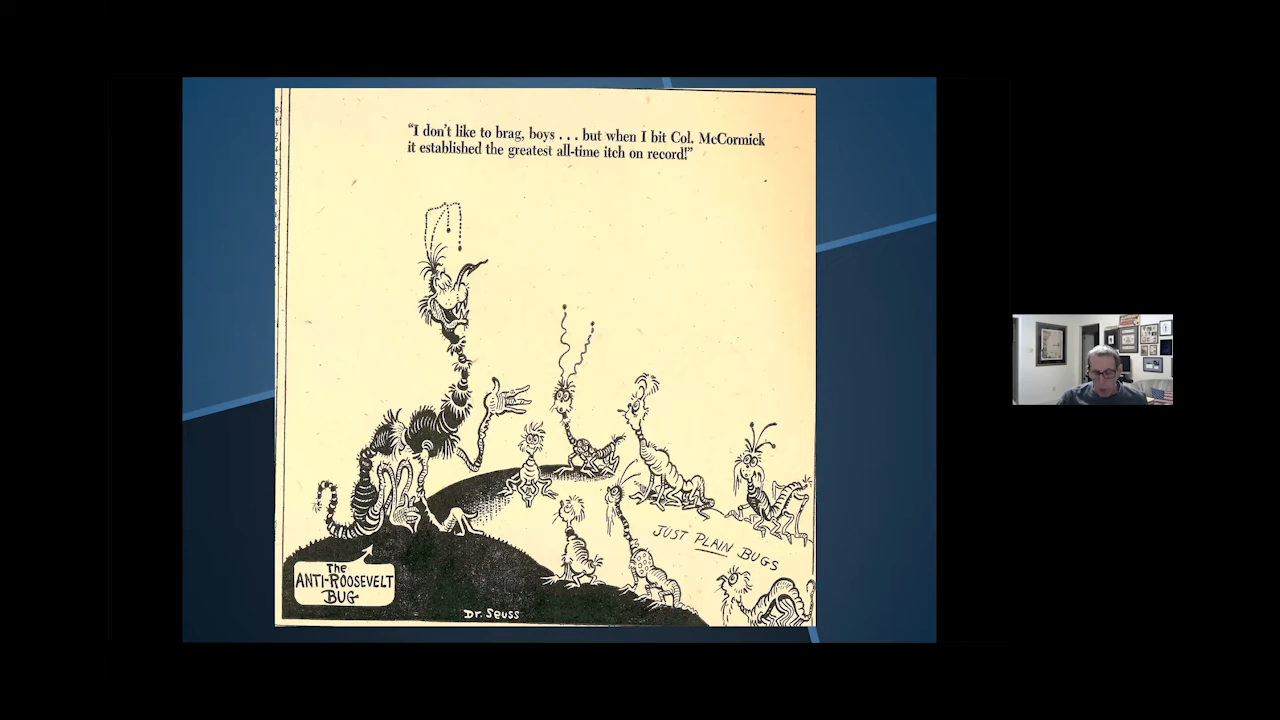 "I don't like to brag, boys . . . but when I bit Col. McCormick
it established the greatest all-time itch on record!"
JUST PLAIN BUGS
The
ANTI-ROOSEVELT
BUG
Dr. Seuss